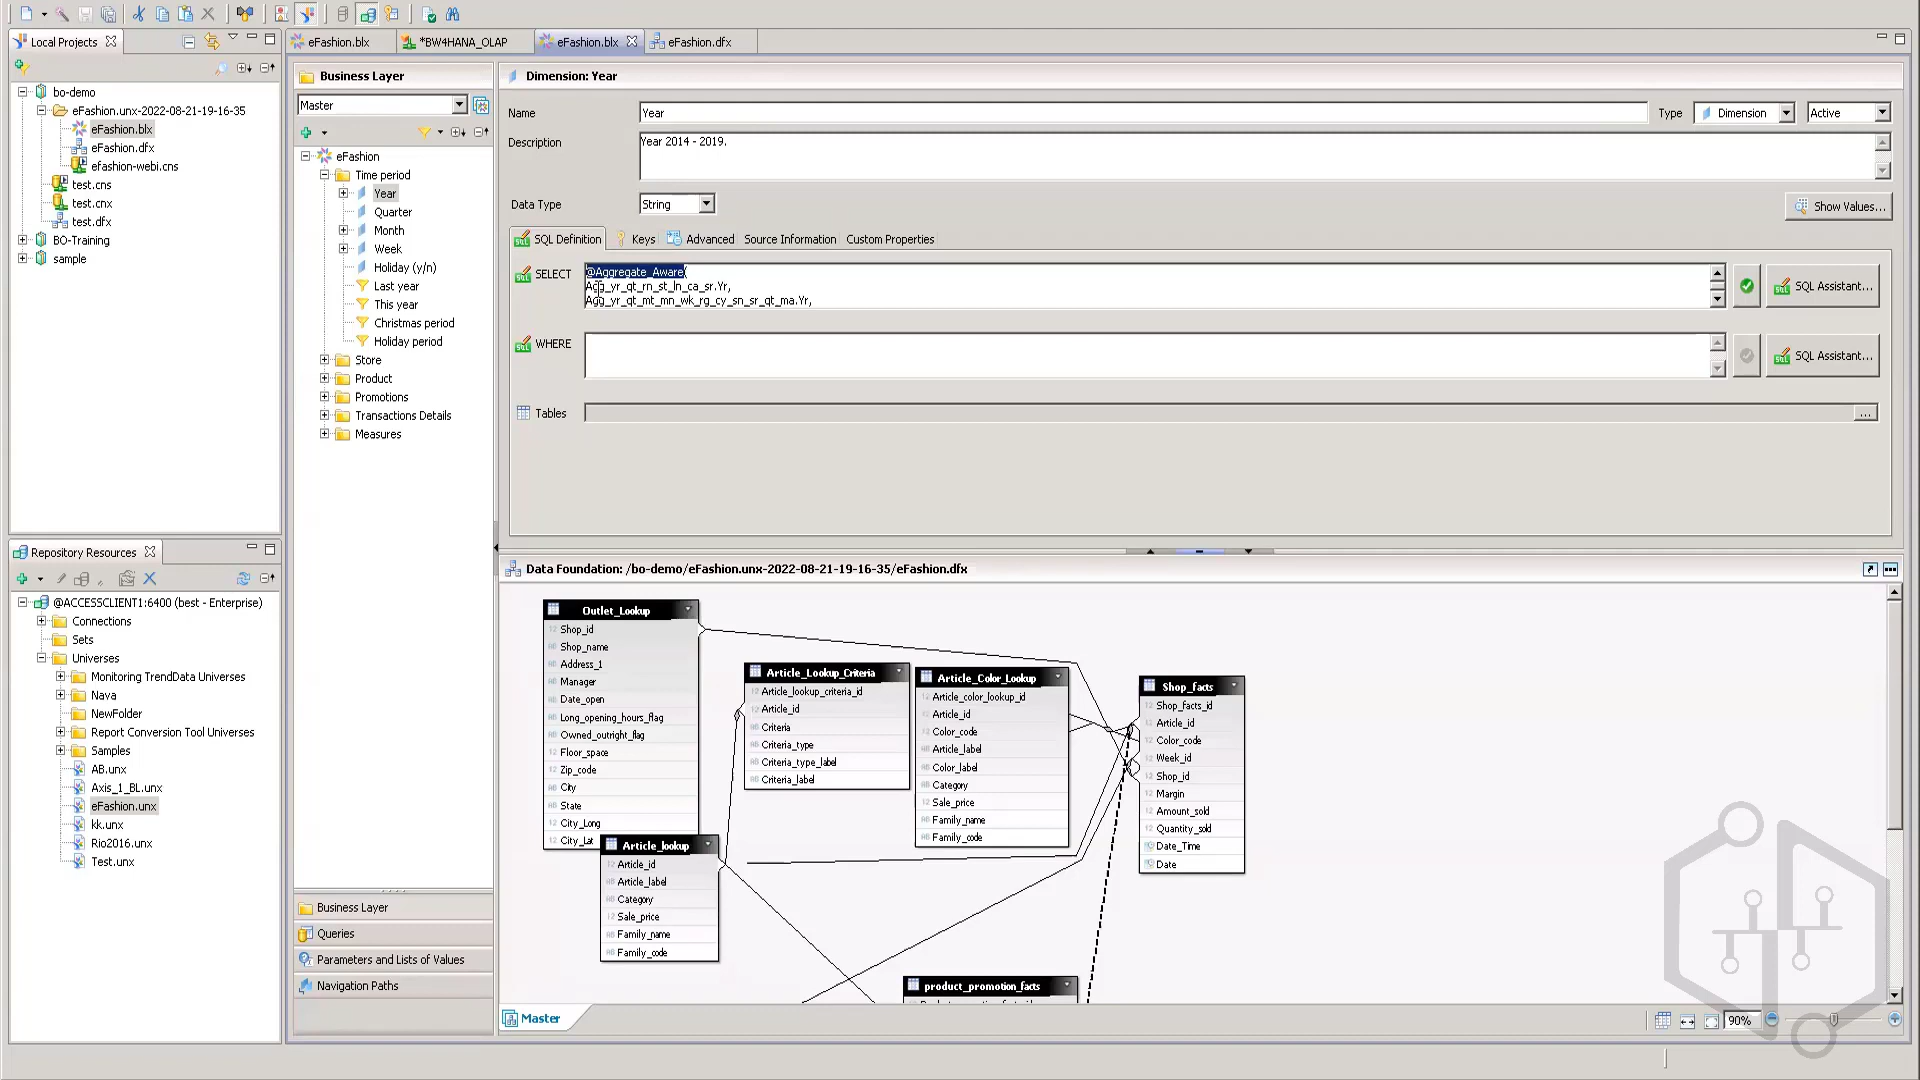 Local Projects
bo-demo
eFashion.unx-2022-08-21-19-16-35
eFashion.blx
eFashion.dfx
efashion-webi.cns
test.cns
test.cnx
test.dfx
BO-Training
sample
Repository Resources
@ACCESSCLIENT1:6400 (best - Enterprise)
Connections
Sets
Universes
Monitoring TrendData Universes
Nava
NewFolder
Report Conversion Tool Universes
Samples
AB.unx
Axis_1_BL.unx
eFashion.unx
kk.unx
Rio2016.unx
Test.unx
eFashion.blx
*BW4HANA_OLAP
eFashion.blx
eFashion.dfx
Business Layer
Master
eFashion
Time period
Year
Quarter
Month
Week
Holiday (y/n)
Last year
This year
Christmas period
Holiday period
Store
Product
Promotions
Transactions Details
Measures
Business Layer
Queries
Parameters and Lists of Values
Navigation Paths
Dimension: Year
Name
Year
Type
Dimension
Active
Description
Year 2014 - 2019.
Data Type
String
Show Values...
SQL Definition
Keys
Advanced
Source Information
Custom Properties
SELECT
@Aggregate_Aware(
Agg_yr_qt_rn_st_ln_ca_sr.Yr,
Agg_yr_qt_mt_mn_wk_rg_cy_sn_sr_qt_ma.Yr,
SQL Assistant...
WHERE
SQL Assistant...
Tables
...
Data Foundation: /bo-demo/eFashion.unx-2022-08-21-19-16-35/eFashion.dfx
Outlet_Lookup
Shop_id
Shop_name
Address_1
Manager
Date_open
Long_opening_hours_flag
Owned_outright_flag
Floor_space
Zip_code
City
State
City_Long
City_Lat
Article_lookup
Article_id
Article_label
Category
Sale_price
Family_name
Family_code
Article_Lookup_Criteria
Article_lookup_criteria_id
Article_id
Criteria
Criteria_type
Criteria_type_label
Criteria_label
Article_Color_Lookup
Article_color_lookup_id
Article_id
Color_code
Article_label
Color_label
Category
Sale_price
Family_name
Family_code
Shop_facts
Shop_facts_id
Article_id
Color_code
Week_id
Shop_id
Margin
Amount_sold
Quantity_sold
Date_Time
Date
product_promotion_facts
Master
90%